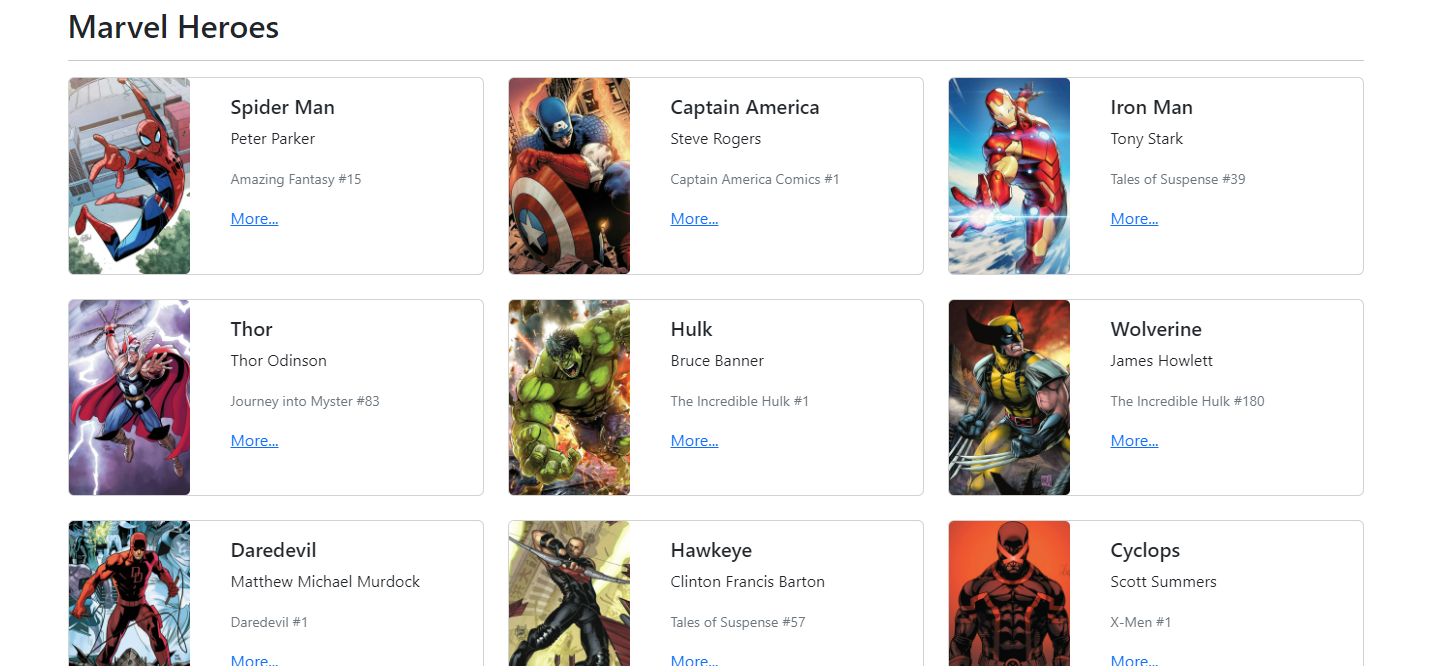 Marvel Heroes
Spider Man
Peter Parker
Amazing Fantasy #15
More...
Captain America
Steve Rogers
Captain America Comics #1
More...
Iron Man
Tony Stark
Tales of Suspense #39
More...
Thor
Thor Odinson
Journey into Myster #83
More...
Hulk
Bruce Banner
The Incredible Hulk #1
More...
Wolverine
James Howlett
The Incredible Hulk #180
More...
Daredevil
Matthew Michael Murdock
Daredevil #1
More...
Hawkeye
Clinton Francis Barton
Tales of Suspense #57
More...
Cyclops
Scott Summers
X-Men #1
More...